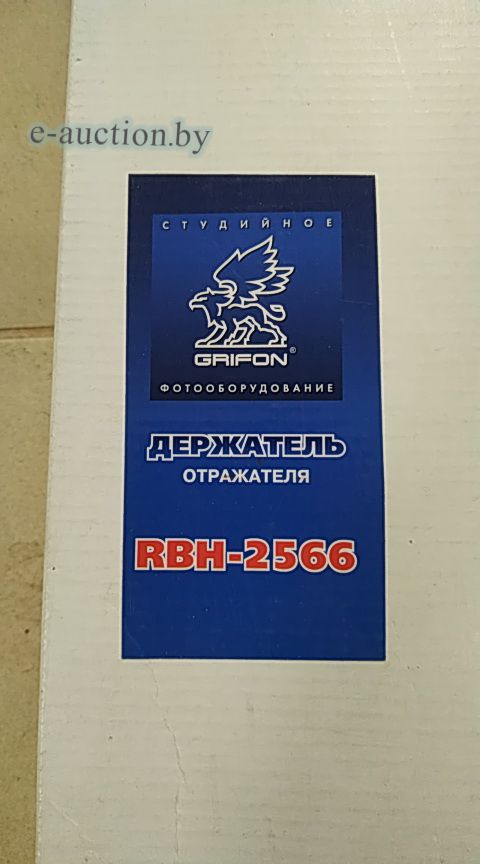 e-auction.by
СТУДИЙНОЕ
GRIFON®
ФОТООБОРУДОВАНИЕ
ДЕРЖАТЕЛЬ
ОТРАЖАТЕЛЯ
RBH-2566